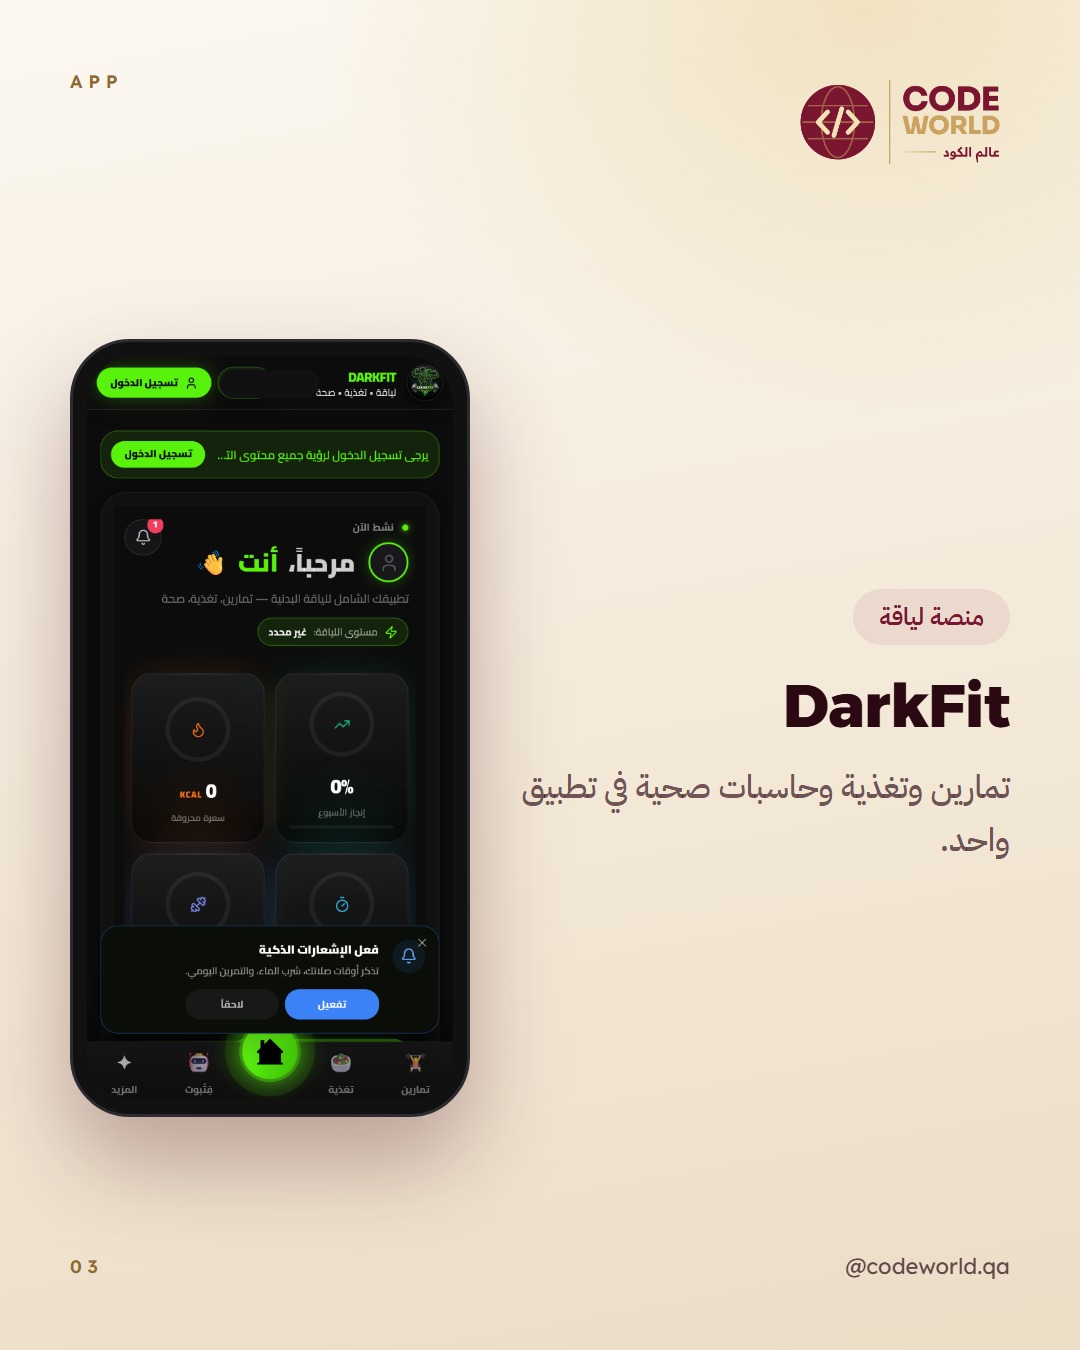 APP
CODE
WORLD
عالم الكود
DARKFIT
لياقة • تغذية • صحة
تسجيل الدخول
يرجى تسجيل الدخول لرؤية جميع محتوى الت...
تسجيل الدخول
نشط الآن
1
مرحباً، أنت 👋
تطبيقك الشامل للياقة البدنية — تمارين، تغذية، صحة
مستوى اللياقة: غير محدد
0%
إنجاز الأسبوع
0 KCAL
سعرة محروقة
فعل الإشعارات الذكية
تذكر أوقات صلاتك، شرب الماء، والتمرين اليومي.
تفعيل
لاحقاً
تمارين
تغذية
فِتْبوت
المزيد
منصة لياقة
DarkFit
تمارين وتغذية وحاسبات صحية في تطبيق
واحد.
03
@codeworld.qa